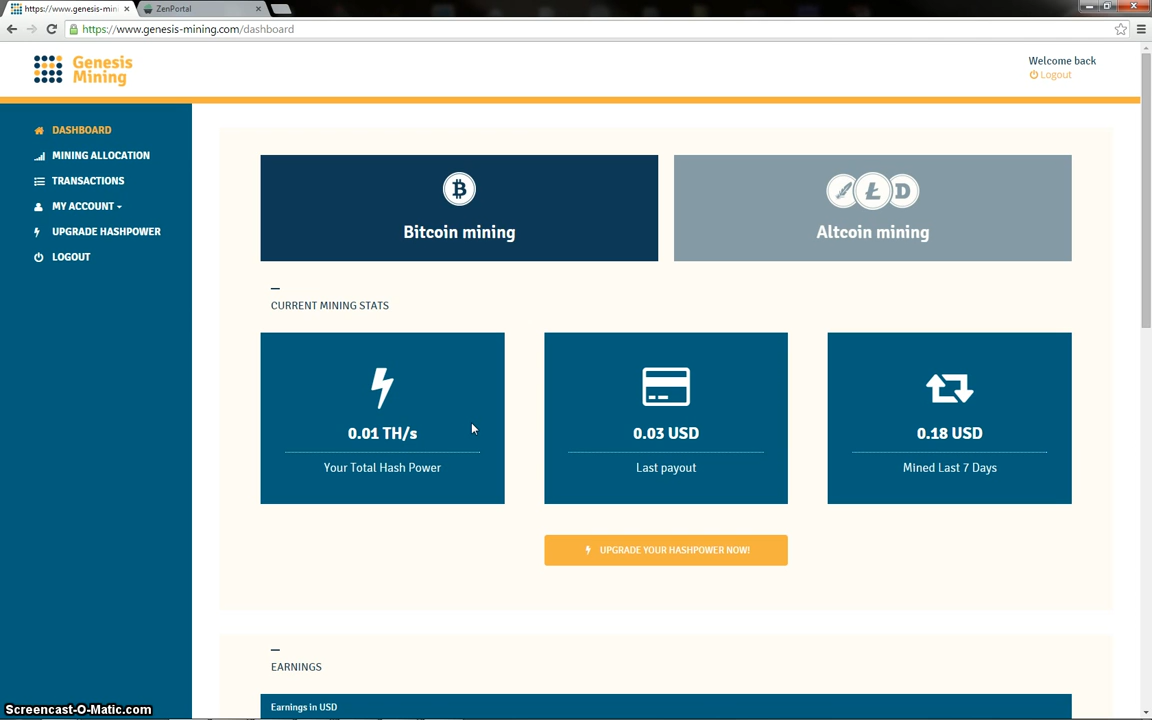 https://www.genesis-min
ZenPortal
https://www.genesis-mining.com/dashboard
Genesis
Mining
Welcome back
Logout
DASHBOARD
MINING ALLOCATION
TRANSACTIONS
MY ACCOUNT
UPGRADE HASHPOWER
LOGOUT
Bitcoin mining
Altcoin mining
CURRENT MINING STATS
0.01 TH/s
Your Total Hash Power
0.03 USD
Last payout
0.18 USD
Mined Last 7 Days
UPGRADE YOUR HASHPOWER NOW!
EARNINGS
Earnings in USD
Screencast-O-Matic.com